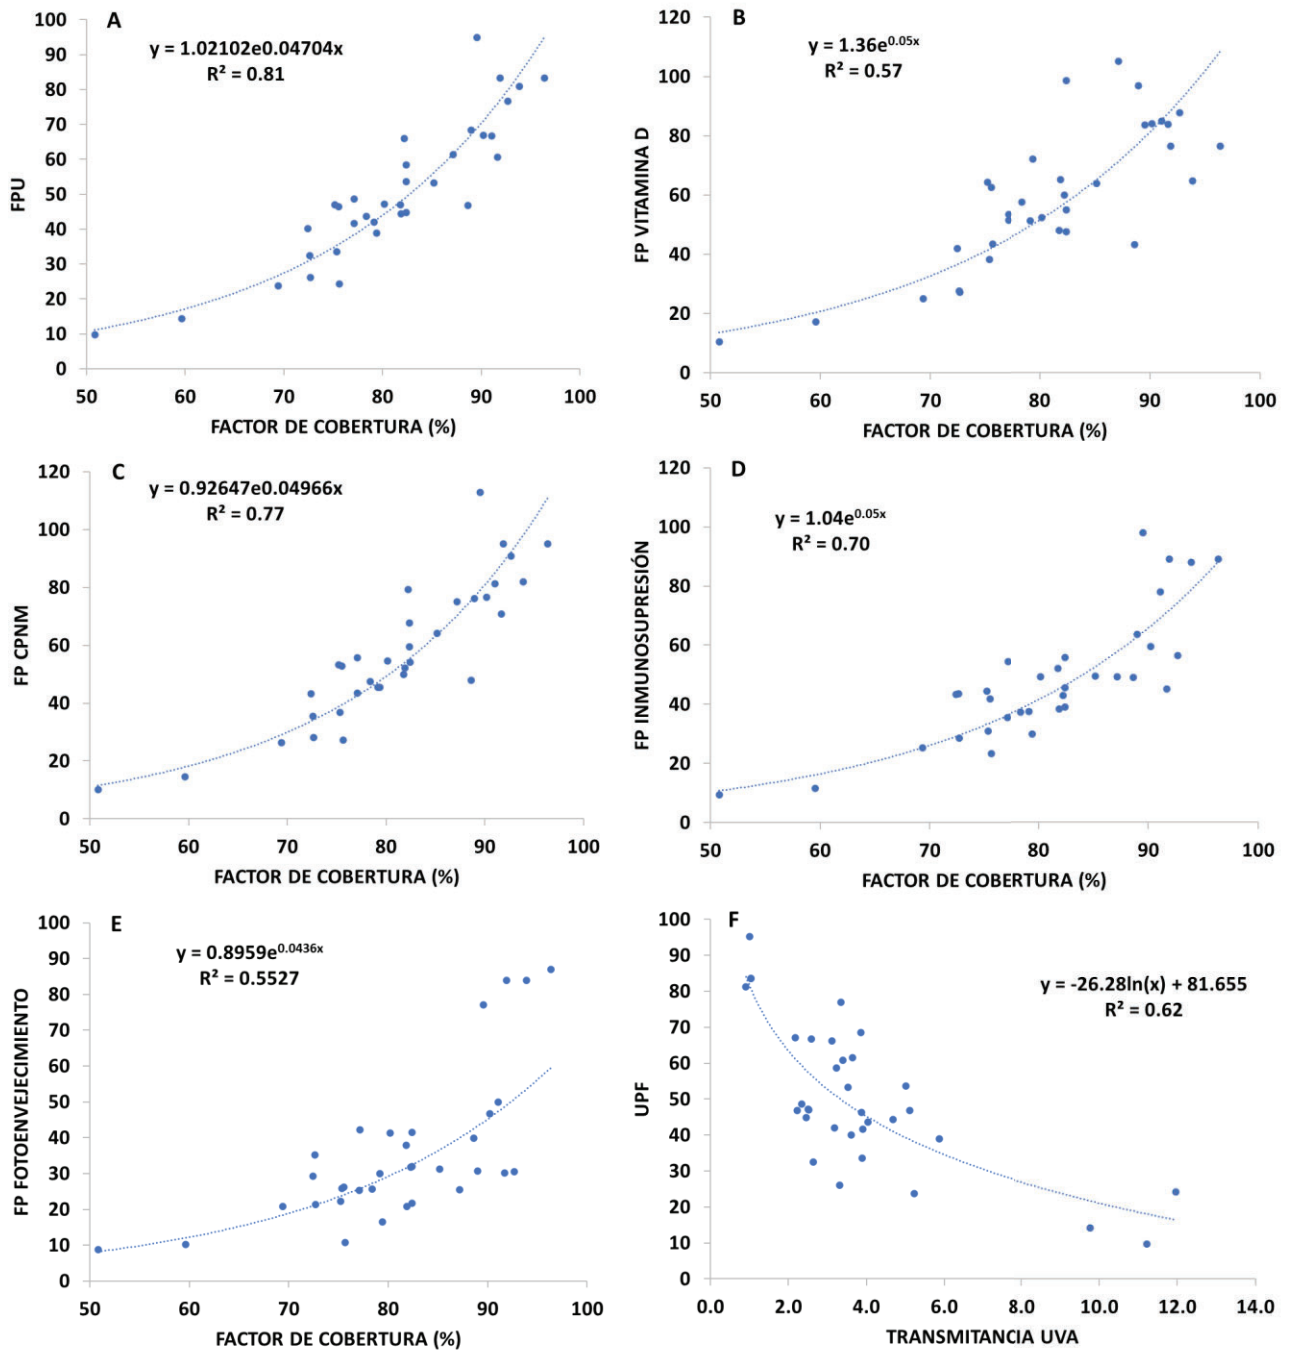 A
y = 1.02102e0.04704x
R² = 0.81
100
90
80
70
60
50
40
30
20
10
0
FPU
50 60 70 80 90 100
FACTOR DE COBERTURA (%)
B
y = 1.36e^0.05x
R² = 0.57
120
100
80
60
40
20
0
FP VITAMINA D
50 60 70 80 90 100
FACTOR DE COBERTURA (%)
C
y = 0.92647e0.04966x
R² = 0.77
120
100
80
60
40
20
0
FP CPNM
50 60 70 80 90 100
FACTOR DE COBERTURA (%)
D
y = 1.04e^0.05x
R² = 0.70
120
100
80
60
40
20
0
FP INMUNOSUPRESIÓN
50 60 70 80 90 100
FACTOR DE COBERTURA (%)
E
y = 0.8959e^0.0436x
R² = 0.5527
100
90
80
70
60
50
40
30
20
10
0
FP FOTOENVEJECIMIENTO
50 60 70 80 90 100
FACTOR DE COBERTURA (%)
F
y = -26.28ln(x) + 81.655
R² = 0.62
100
90
80
70
60
50
40
30
20
10
0
UPF
0.0 2.0 4.0 6.0 8.0 10.0 12.0 14.0
TRANSMITANCIA UVA